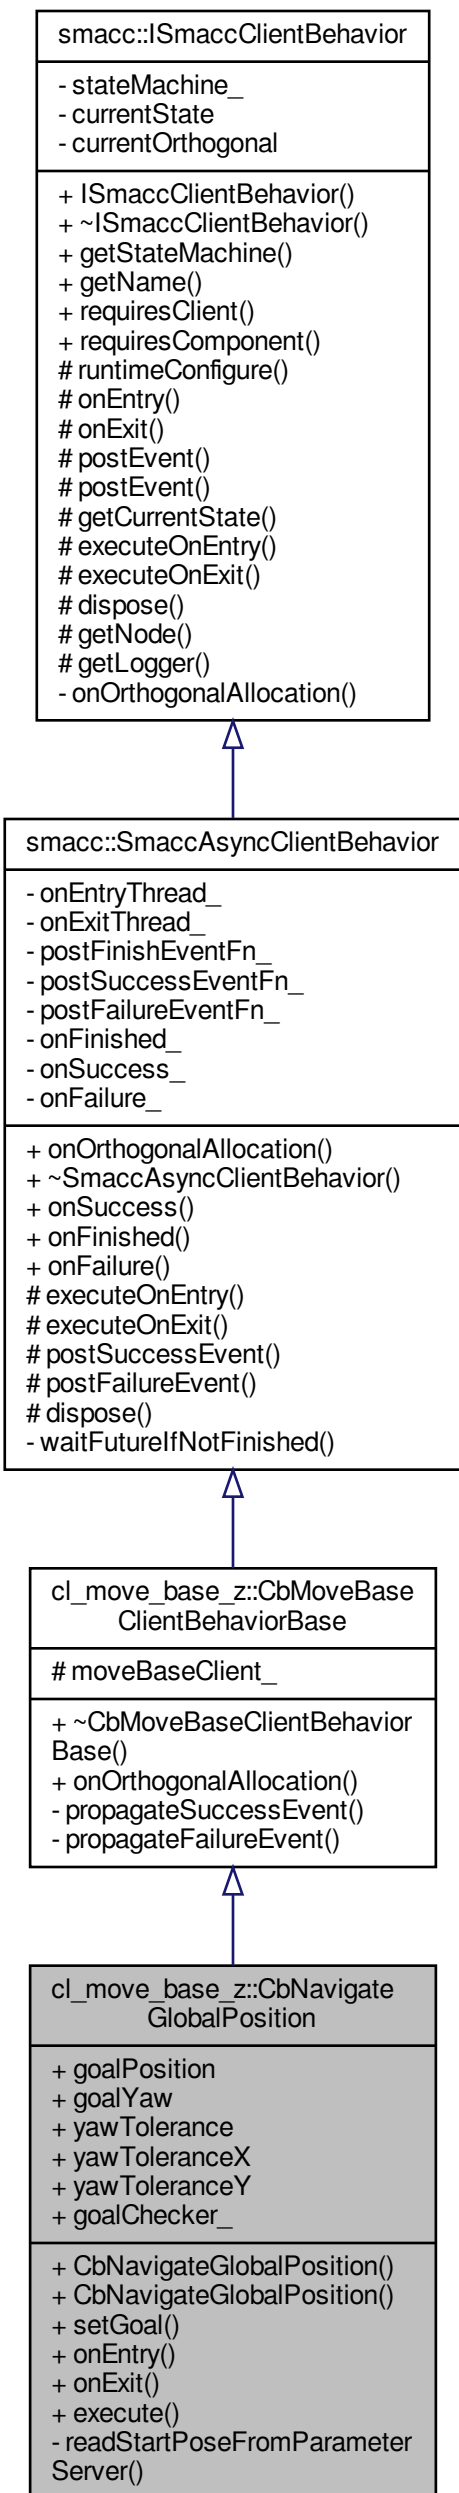 smacc::ISmaccClientBehavior
- stateMachine_
- currentState
- currentOrthogonal
+ ISmaccClientBehavior()
+ ~ISmaccClientBehavior()
+ getStateMachine()
+ getName()
+ requiresClient()
+ requiresComponent()
# runtimeConfigure()
# onEntry()
# onExit()
# postEvent()
# postEvent()
# getCurrentState()
# executeOnEntry()
# executeOnExit()
# dispose()
# getNode()
# getLogger()
- onOrthogonalAllocation()
smacc::SmaccAsyncClientBehavior
- onEntryThread_
- onExitThread_
- postFinishEventFn_
- postSuccessEventFn_
- postFailureEventFn_
- onFinished_
- onSuccess_
- onFailure_
+ onOrthogonalAllocation()
+ ~SmaccAsyncClientBehavior()
+ onSuccess()
+ onFinished()
+ onFailure()
# executeOnEntry()
# executeOnExit()
# postSuccessEvent()
# postFailureEvent()
# dispose()
- waitFutureIfNotFinished()
cl_move_base_z::CbMoveBase
ClientBehaviorBase
# moveBaseClient_
+ ~CbMoveBaseClientBehavior
Base()
+ onOrthogonalAllocation()
- propagateSuccessEvent()
- propagateFailureEvent()
cl_move_base_z::CbNavigate
GlobalPosition
+ goalPosition
+ goalYaw
+ yawTolerance
+ yawToleranceX
+ yawToleranceY
+ goalChecker_
+ CbNavigateGlobalPosition()
+ CbNavigateGlobalPosition()
+ setGoal()
+ onEntry()
+ onExit()
+ execute()
- readStartPoseFromParameter
Server()